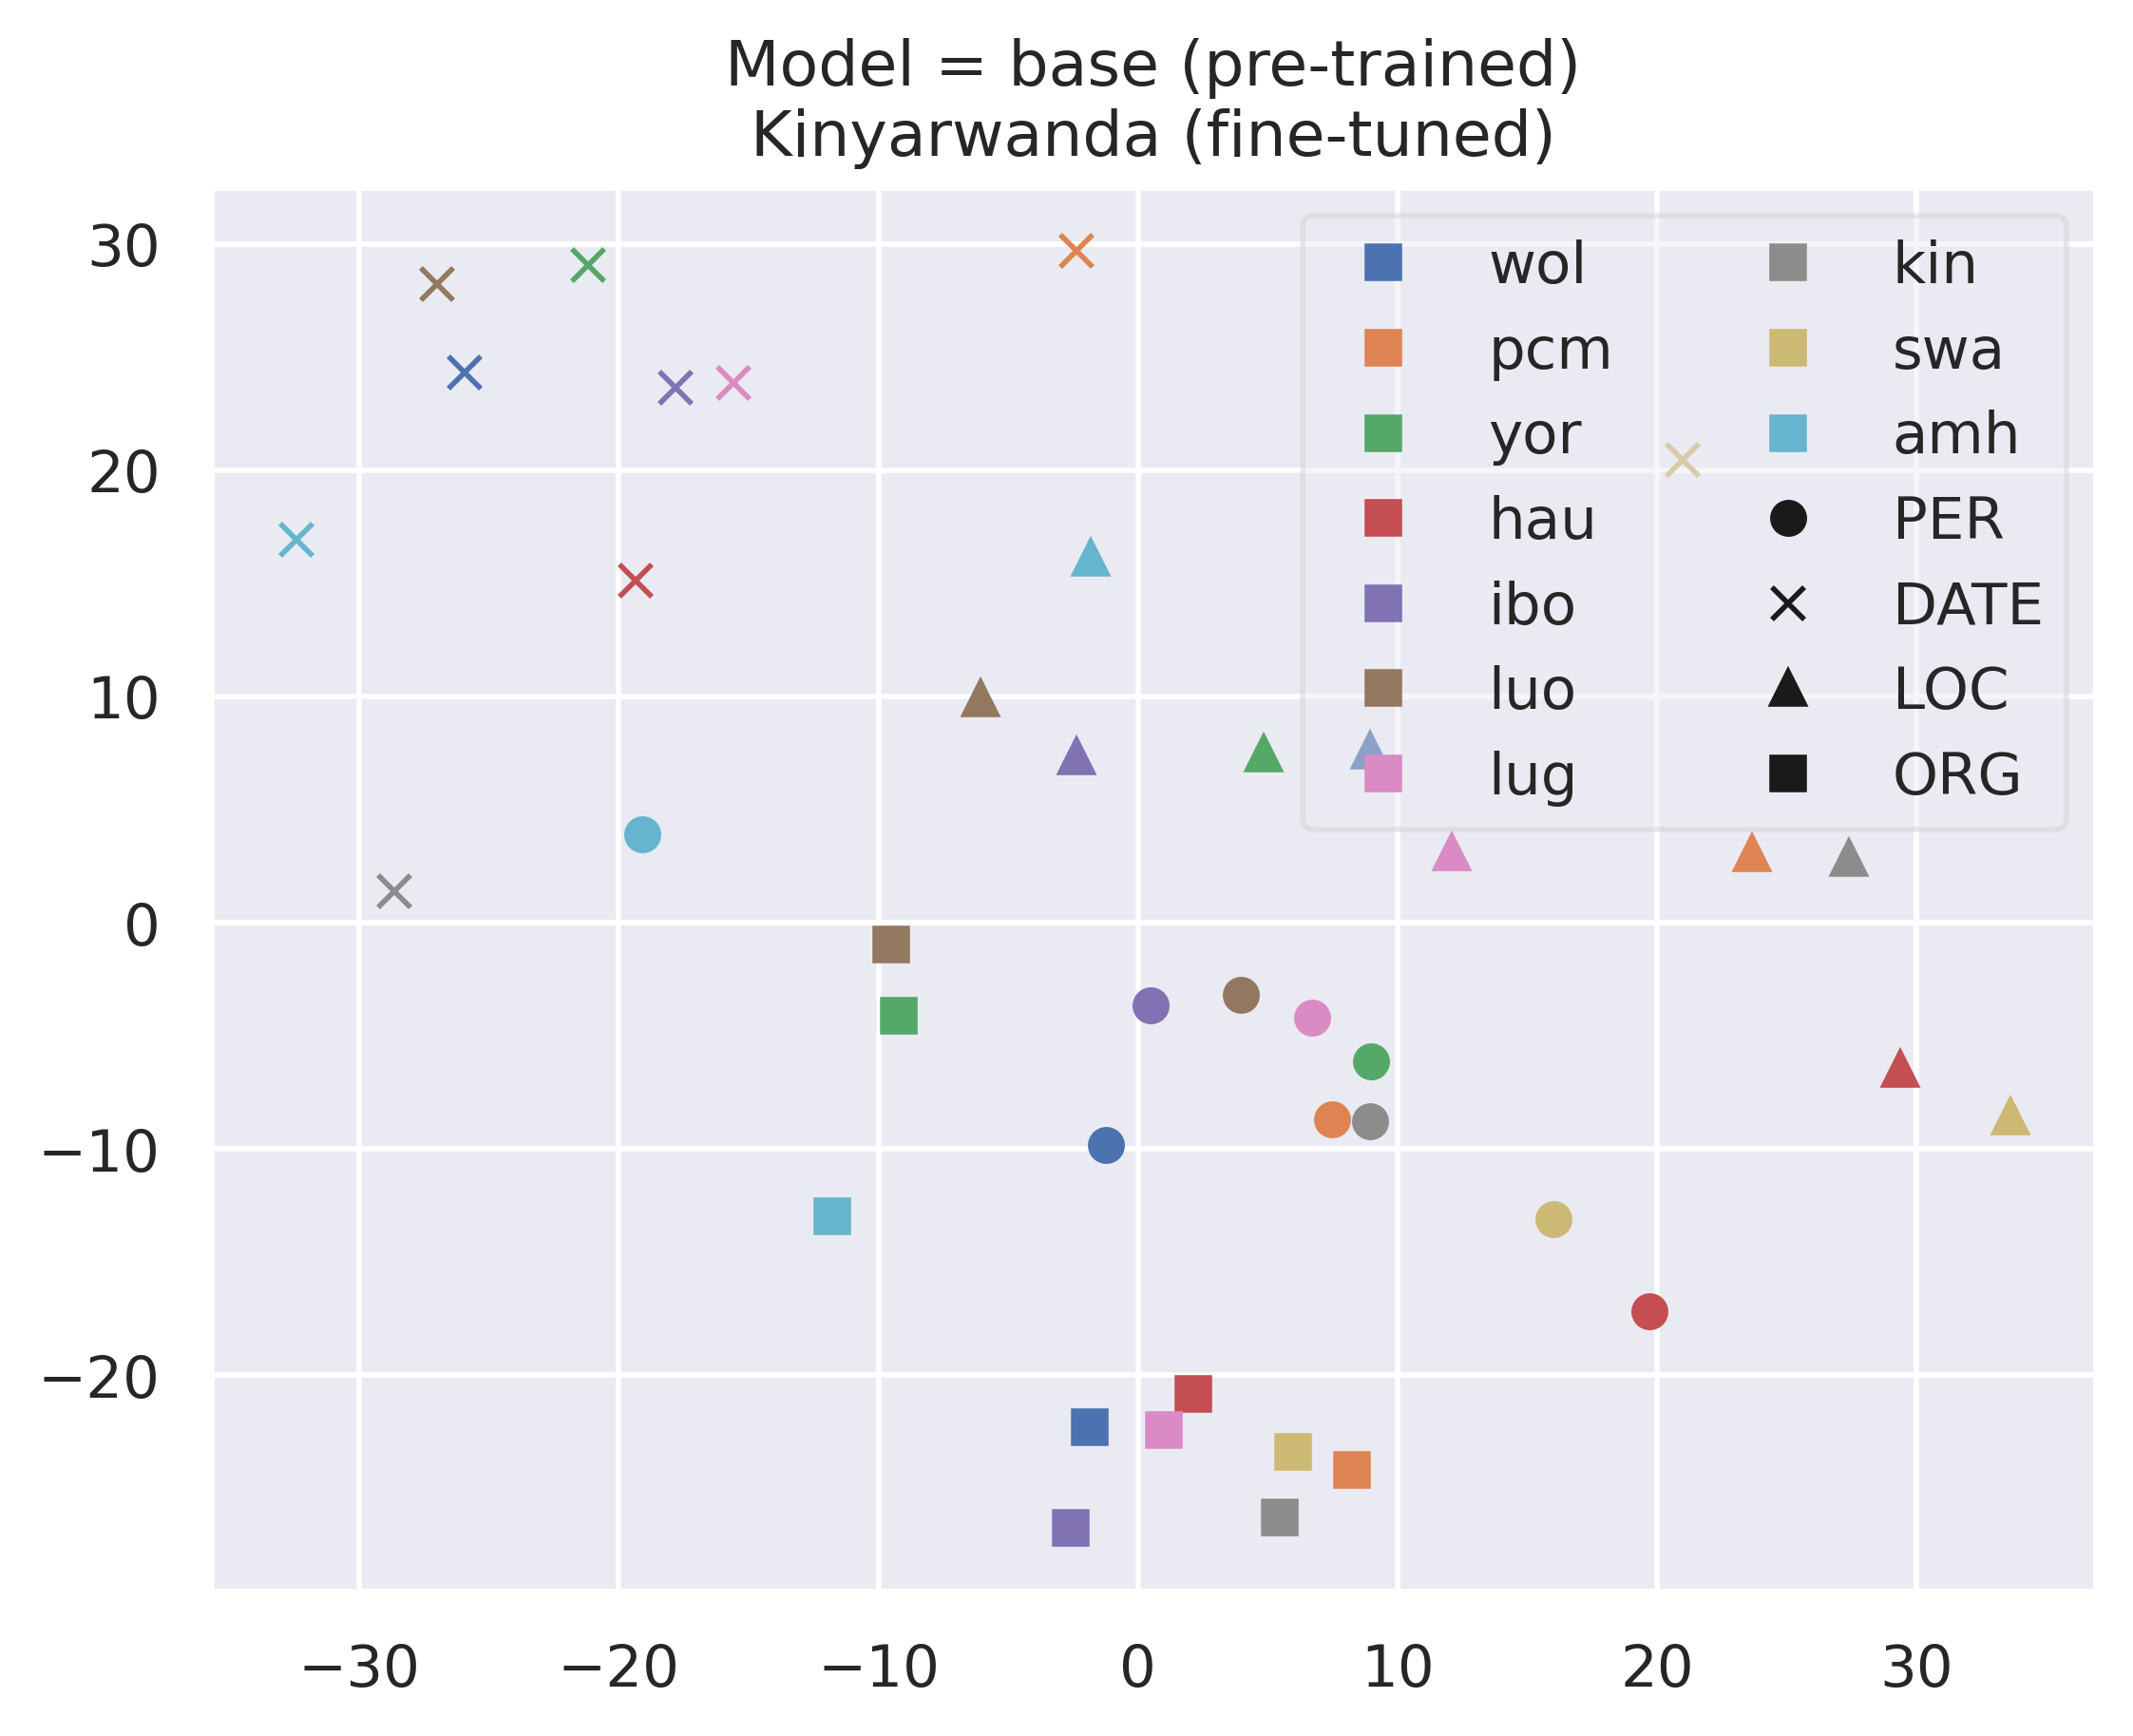 Model = base (pre-trained)
Kinyarwanda (fine-tuned)
30
20
10
0
−10
−20
−30
−20
−10
0
10
20
30
wol
pcm
yor
hau
ibo
luo
lug
kin
swa
amh
PER
DATE
LOC
ORG